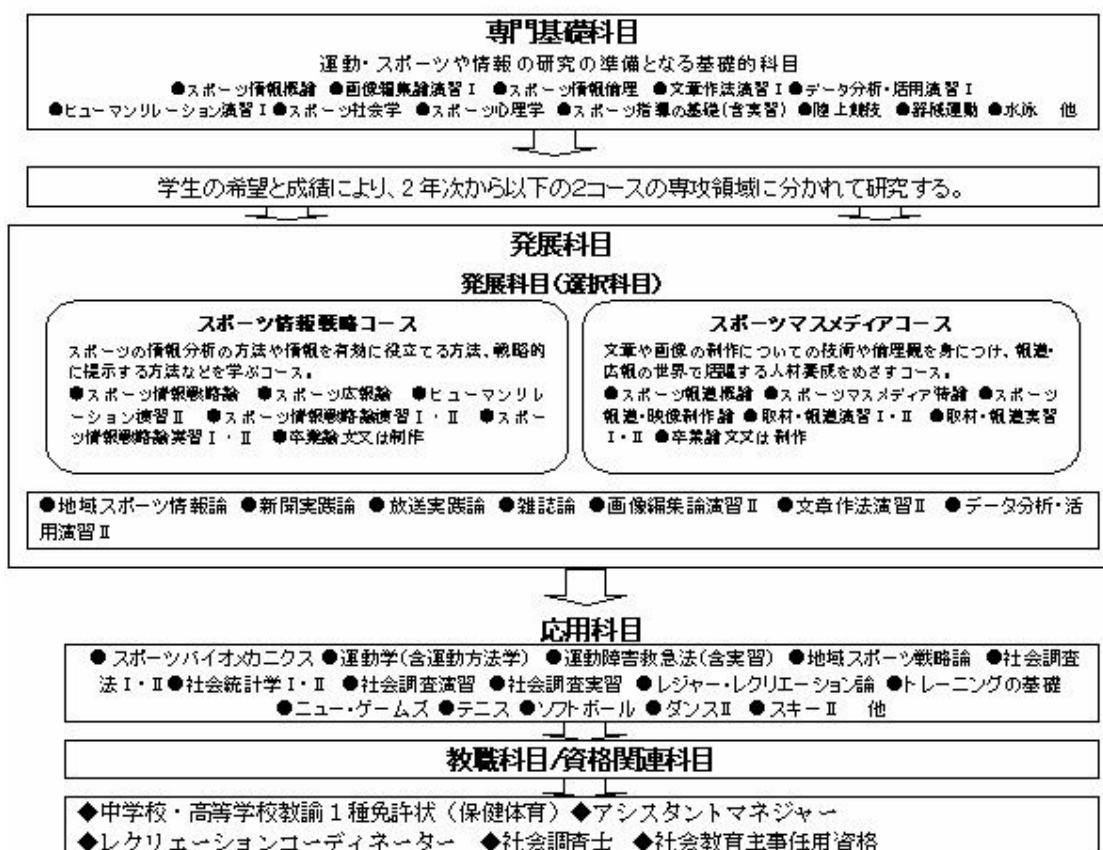 専門基礎科目
運動・スポーツや情報の研究の準備となる基礎的科目
●スポーツ情報概論 ●画像編集論演習Ⅰ ●スポーツ情報倫理 ●文章作法演習Ⅰ ●データ分析・活用演習Ⅰ
●ヒューマンリレーション演習Ⅰ ●スポーツ社会学 ●スポーツ心理学 ●スポーツ指導の基礎(含実習) ●陸上競技 ●器械運動 ●水泳 他
学生の希望と成績により、2年次から以下の2コースの専攻領域に分かれて研究する。
発展科目
発展科目(選択科目)
スポーツ情報戦略コース
スポーツの情報分析の方法や情報を有効に役立てる方法、戦略的
に提示する方法などを学ぶコース。
●スポーツ情報戦略論 ●スポーツ広報論 ●ヒューマンリレ
ーション演習Ⅱ ●スポーツ情報戦略論演習Ⅰ・Ⅱ ●スポー
ツ情報戦略論実習Ⅰ・Ⅱ ●卒業論文又は制作
スポーツマスメディアコース
文章や画像の制作についての技術や倫理観を身につけ、報道・
広報の世界で活躍する人材養成をめざすコース。
●スポーツ報道概論 ●スポーツマスメディア特論 ●スポーツ
報道・映像制作論 ●取材・報道演習Ⅰ・Ⅱ ●取材・報道実習
Ⅰ・Ⅱ ●卒業論文又は制作
●地域スポーツ情報論 ●新聞実践論 ●放送実践論 ●雑誌論 ●画像編集論演習Ⅱ ●文章作法演習Ⅱ ●データ分析・活
用演習Ⅱ
応用科目
●スポーツバイオメカニクス ●運動学(含運動方法学) ●運動障害救急法(含実習) ●地域スポーツ戦略論 ●社会調査
法Ⅰ・Ⅱ ●社会統計学Ⅰ・Ⅱ ●社会調査演習 ●社会調査実習 ●レジャー・レクリエーション論 ●トレーニングの基礎
●ニュー・ゲームズ ●テニス ●ソフトボール ●ダンスⅡ ●スキーⅡ 他
教職科目/資格関連科目
◆中学校・高等学校教諭1種免許状(保健体育) ◆アシスタントマネジャー
◆レクリエーションコーディネーター ◆社会調査士 ◆社会教育主事任用資格